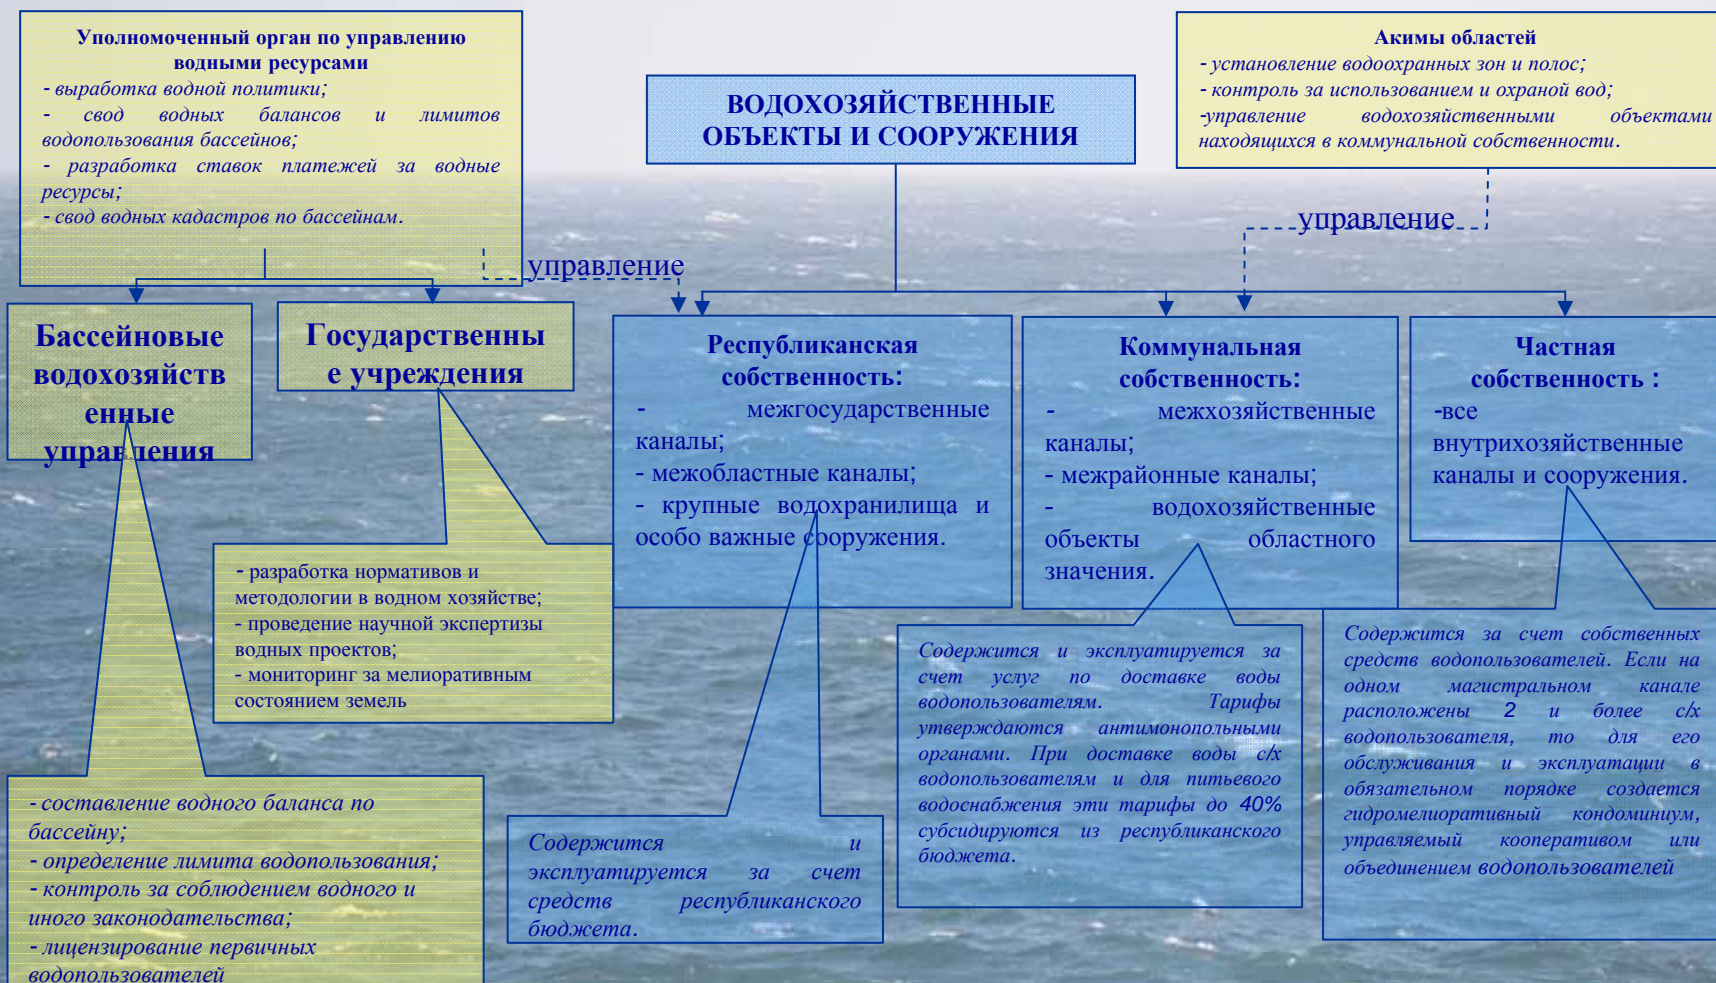 Уполномоченный орган по управлению
водными ресурсами
- выработка водной политики;
- свод водных балансов и лимитов
водопользования бассейнов;
- разработка ставок платежей за водные
ресурсы;
- свод водных кадастров по бассейнам.
ВОДОХОЗЯЙСТВЕННЫЕ
ОБЪЕКТЫ И СООРУЖЕНИЯ
Акимы областей
- установление водоохранных зон и полос;
- контроль за использованием и охраной вод;
-управление водохозяйственными объектами
находящихся в коммунальной собственности.
управление
управление
Бассейновые
водохозяйств
енные
управления
Государственны
е учреждения
Республиканская
собственность:
- межгосударственные
каналы;
- межобластные каналы;
- крупные водохранилища и
особо важные сооружения.
Коммунальная
собственность:
- межхозяйственные
каналы;
- межрайонные каналы;
- водохозяйственные
объекты областного
значения.
Частная
собственность :
-все
внутрихозяйственные
каналы и сооружения.
- разработка нормативов и
методологии в водном хозяйстве;
- проведение научной экспертизы
водных проектов;
- мониторинг за мелиоративным
состоянием земель
- составление водного баланса по
бассейну;
- определение лимита водопользования;
- контроль за соблюдением водного и
иного законодательства;
- лицензирование первичных
водопользователей
Содержится и
эксплуатируется за счет
средств республиканского
бюджета.
Содержится и эксплуатируется за
счет услуг по доставке воды
водопользователям. Тарифы
утверждаются антимонопольными
органами. При доставке воды с/х
водопользователям и для питьевого
водоснабжения эти тарифы до 40%
субсидируются из республиканского
бюджета.
Содержится за счет собственных
средств водопользователей. Если на
одном магистральном канале
расположены 2 и более с/х
водопользователя, то для его
обслуживания и эксплуатации в
обязательном порядке создается
гидромелиоративный кондоминиум,
управляемый кооперативом или
объединением водопользователей